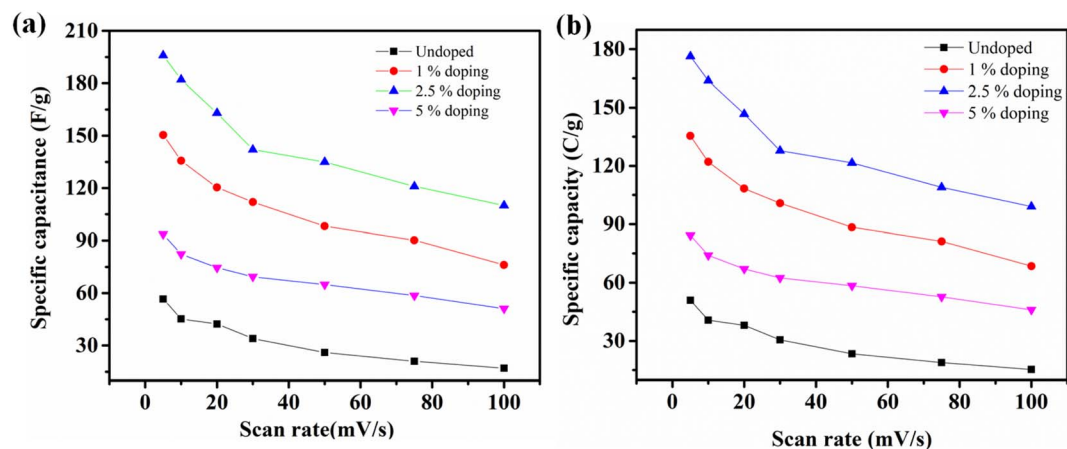 (a)
Specific capacitance (F/g)
210
180
150
120
90
60
30
0 20 40 60 80 100
Scan rate(mV/s)
Undoped
1 % doping
2.5 % doping
5 % doping
(b)
Specific capacity (C/g)
180
150
120
90
60
30
0 20 40 60 80 100
Scan rate (mV/s)
Undoped
1 % doping
2.5 % doping
5 % doping